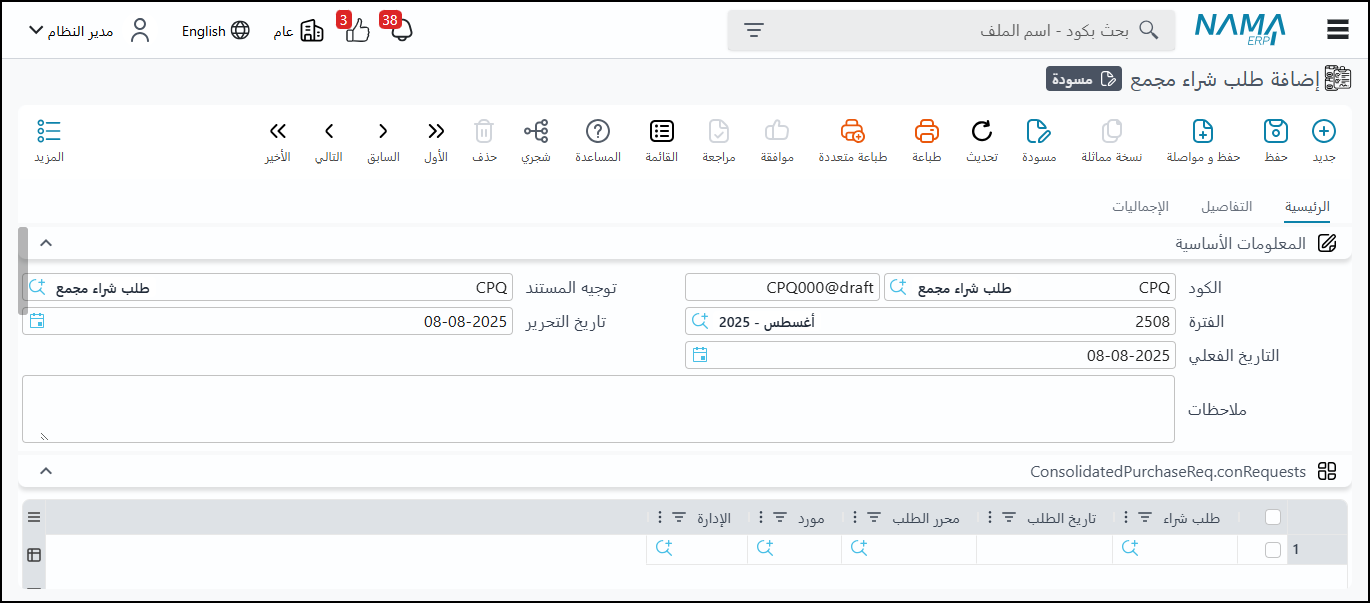 NAMA ERP بحث بكود - اسم الملف 38 3 عام English مدير النظام
إضافة طلب شراء مجمع مسودة
جديد حفظ حفظ و مواصلة نسخة مماثلة مسودة تحديث طباعة طباعة متعددة موافقة مراجعة القائمة المساعدة شجري حذف الأول السابق التالي الأخير المزيد
الرئيسية التفاصيل الإجماليات
المعلومات الأساسية
الكود CPQ طلب شراء مجمع CPQ000@draft توجيه المستند CPQ طلب شراء مجمع
الفترة 2508 أغسطس - 2025 تاريخ التحرير 08-08-2025
التاريخ الفعلي 08-08-2025
ملاحظات
ConsolidatedPurchaseReq.conRequests
طلب شراء تاريخ الطلب محرر الطلب مورد الإدارة
1